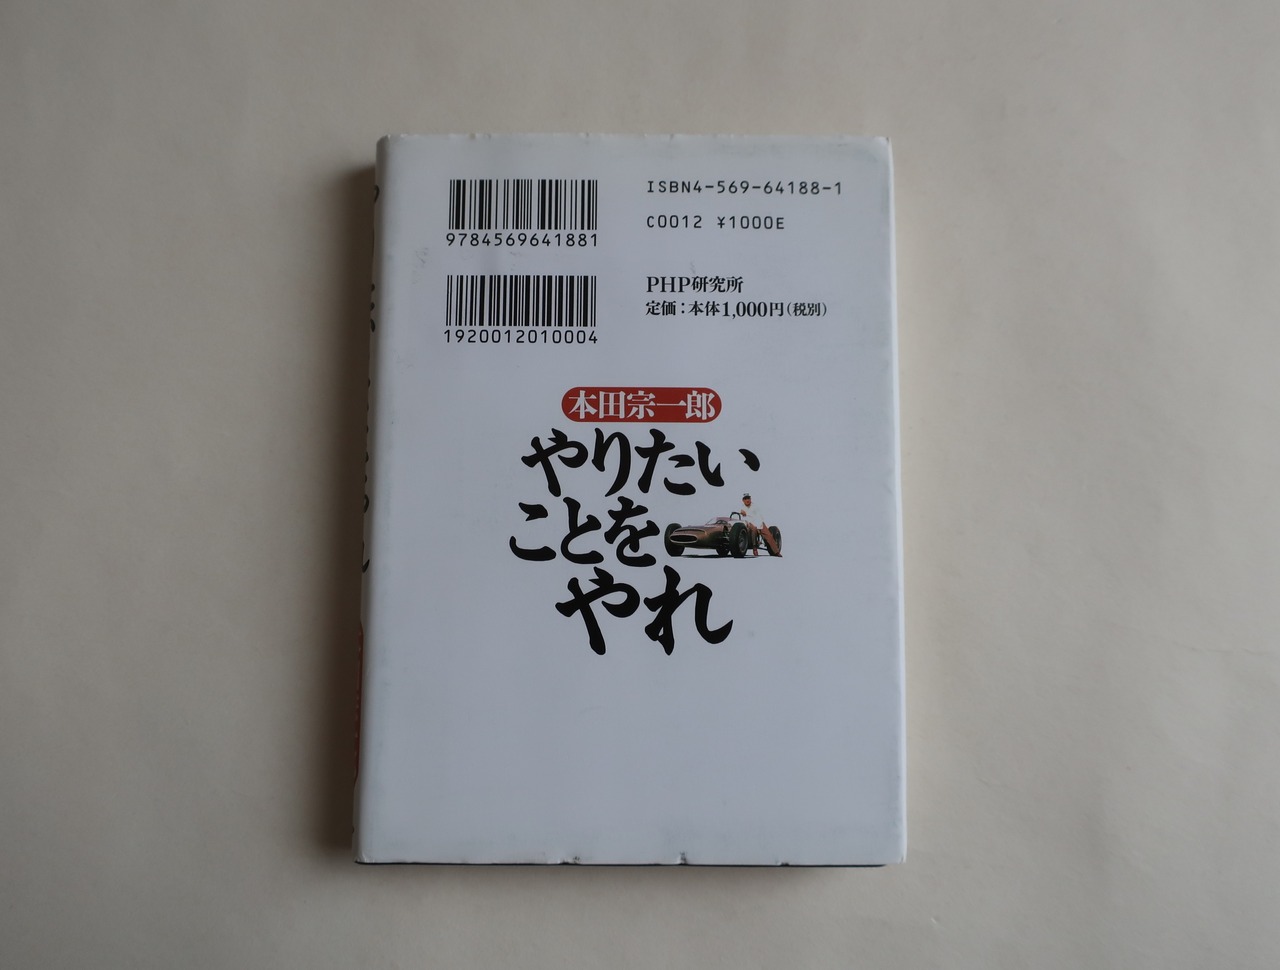 ISBN4-569-64188-1
C0012 ¥1000E
9784569641881
1920012010004
PHP研究所
定価：本体1,000円（税別）
本田宗一郎
やりたい
ことを
やれ